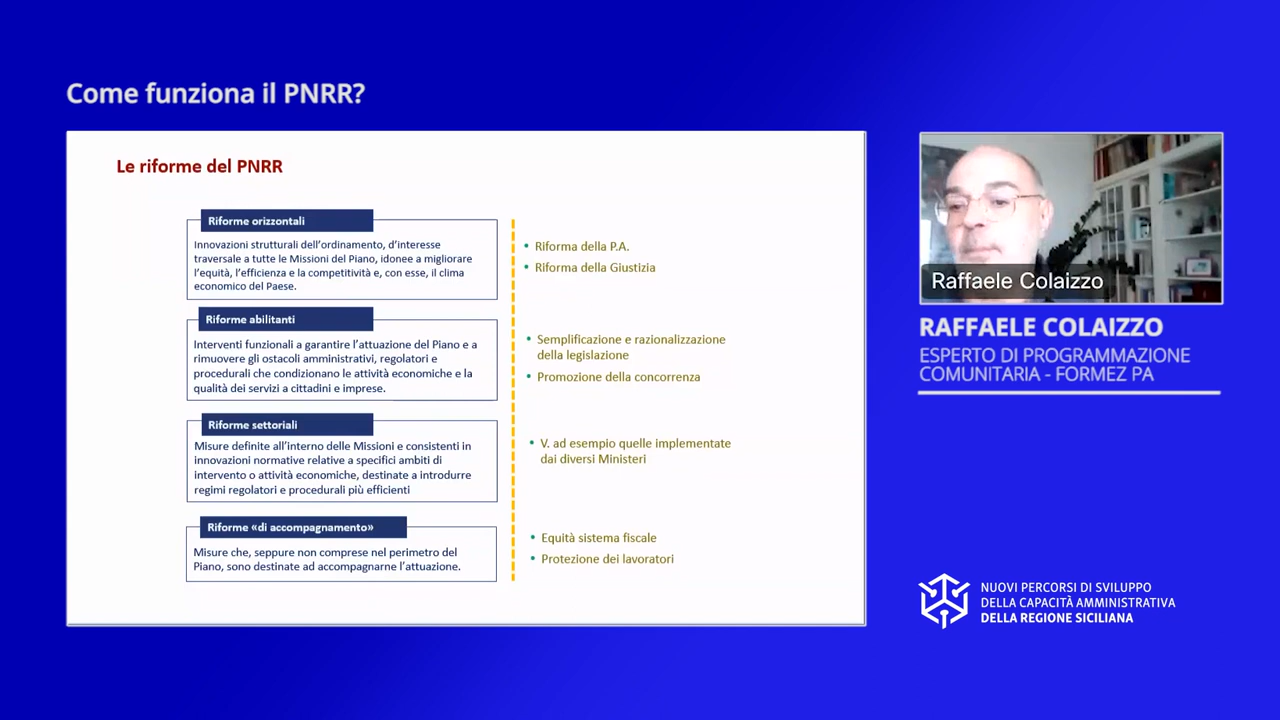 Come funziona il PNRR?
Le riforme del PNRR
Riforme orizzontali
Innovazioni strutturali dell'ordinamento, d'interesse
traversale a tutte le Missioni del Piano, idonee a migliorare
l'equità, l'efficienza e la competitività e, con esse, il clima
economico del Paese.
• Riforma della P.A.
• Riforma della Giustizia
Riforme abilitanti
Interventi funzionali a garantire l'attuazione del Piano e a
rimuovere gli ostacoli amministrativi, regolatori e
procedurali che condizionano le attività economiche e la
qualità dei servizi a cittadini e imprese.
• Semplificazione e razionalizzazione
della legislazione
• Promozione della concorrenza
Riforme settoriali
Misure definite all'interno delle Missioni e consistenti in
innovazioni normative relative a specifici ambiti di
intervento o attività economiche, destinate a introdurre
regimi regolatori e procedurali più efficienti
• V. ad esempio quelle implementate
dai diversi Ministeri
Riforme «di accompagnamento»
Misure che, seppure non comprese nel perimetro del
Piano, sono destinate ad accompagnarne l'attuazione.
• Equità sistema fiscale
• Protezione dei lavoratori
Raffaele Colaizzo
RAFFAELE COLAIZZO
ESPERTO DI PROGRAMMAZIONE
COMUNITARIA - FORMEZ PA
NUOVI PERCORSI DI SVILUPPO
DELLA CAPACITÀ AMMINISTRATIVA
DELLA REGIONE SICILIANA